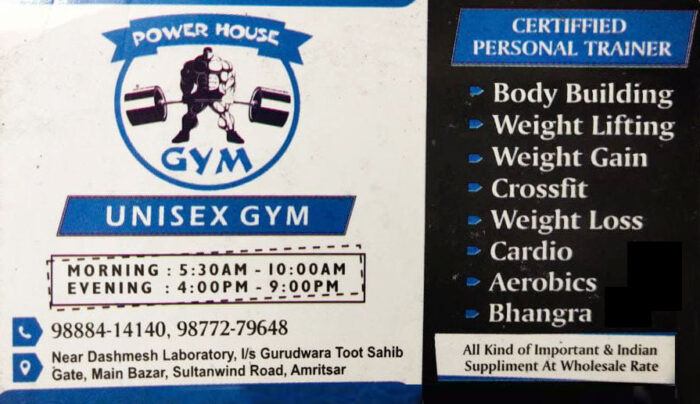 POWER HOUSE
GYM
UNISEX GYM
MORNING : 5:30AM - 10:00AM
EVENING : 4:00PM - 9:00PM
98884-14140, 98772-79648
Near Dashmesh Laboratory, I/s Gurudwara Toot Sahib
Gate, Main Bazar, Sultanwind Road, Amritsar
CERTIFFIED
PERSONAL TRAINER
Body Building
Weight Lifting
Weight Gain
Crossfit
Weight Loss
Cardio
Aerobics
Bhangra
All Kind of Important & Indian
Suppliment At Wholesale Rate